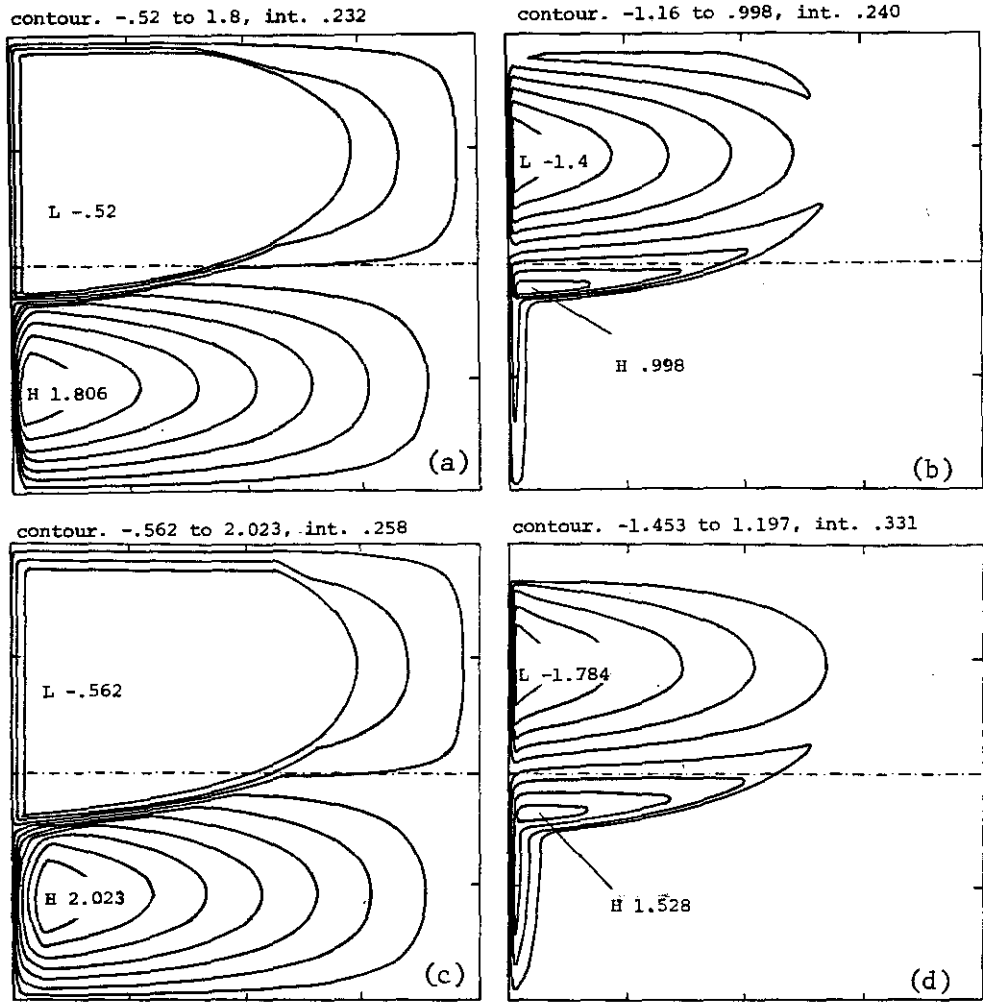 contour. -.52 to 1.8, int. .232
contour. -1.16 to .998, int. .240
L -.52
H 1.806
(a)
L -1.4
H .998
(b)
contour. -.562 to 2.023, int. .258
contour. -1.453 to 1.197, int. .331
L -.562
H 2.023
(c)
L -1.784
H 1.528
(d)